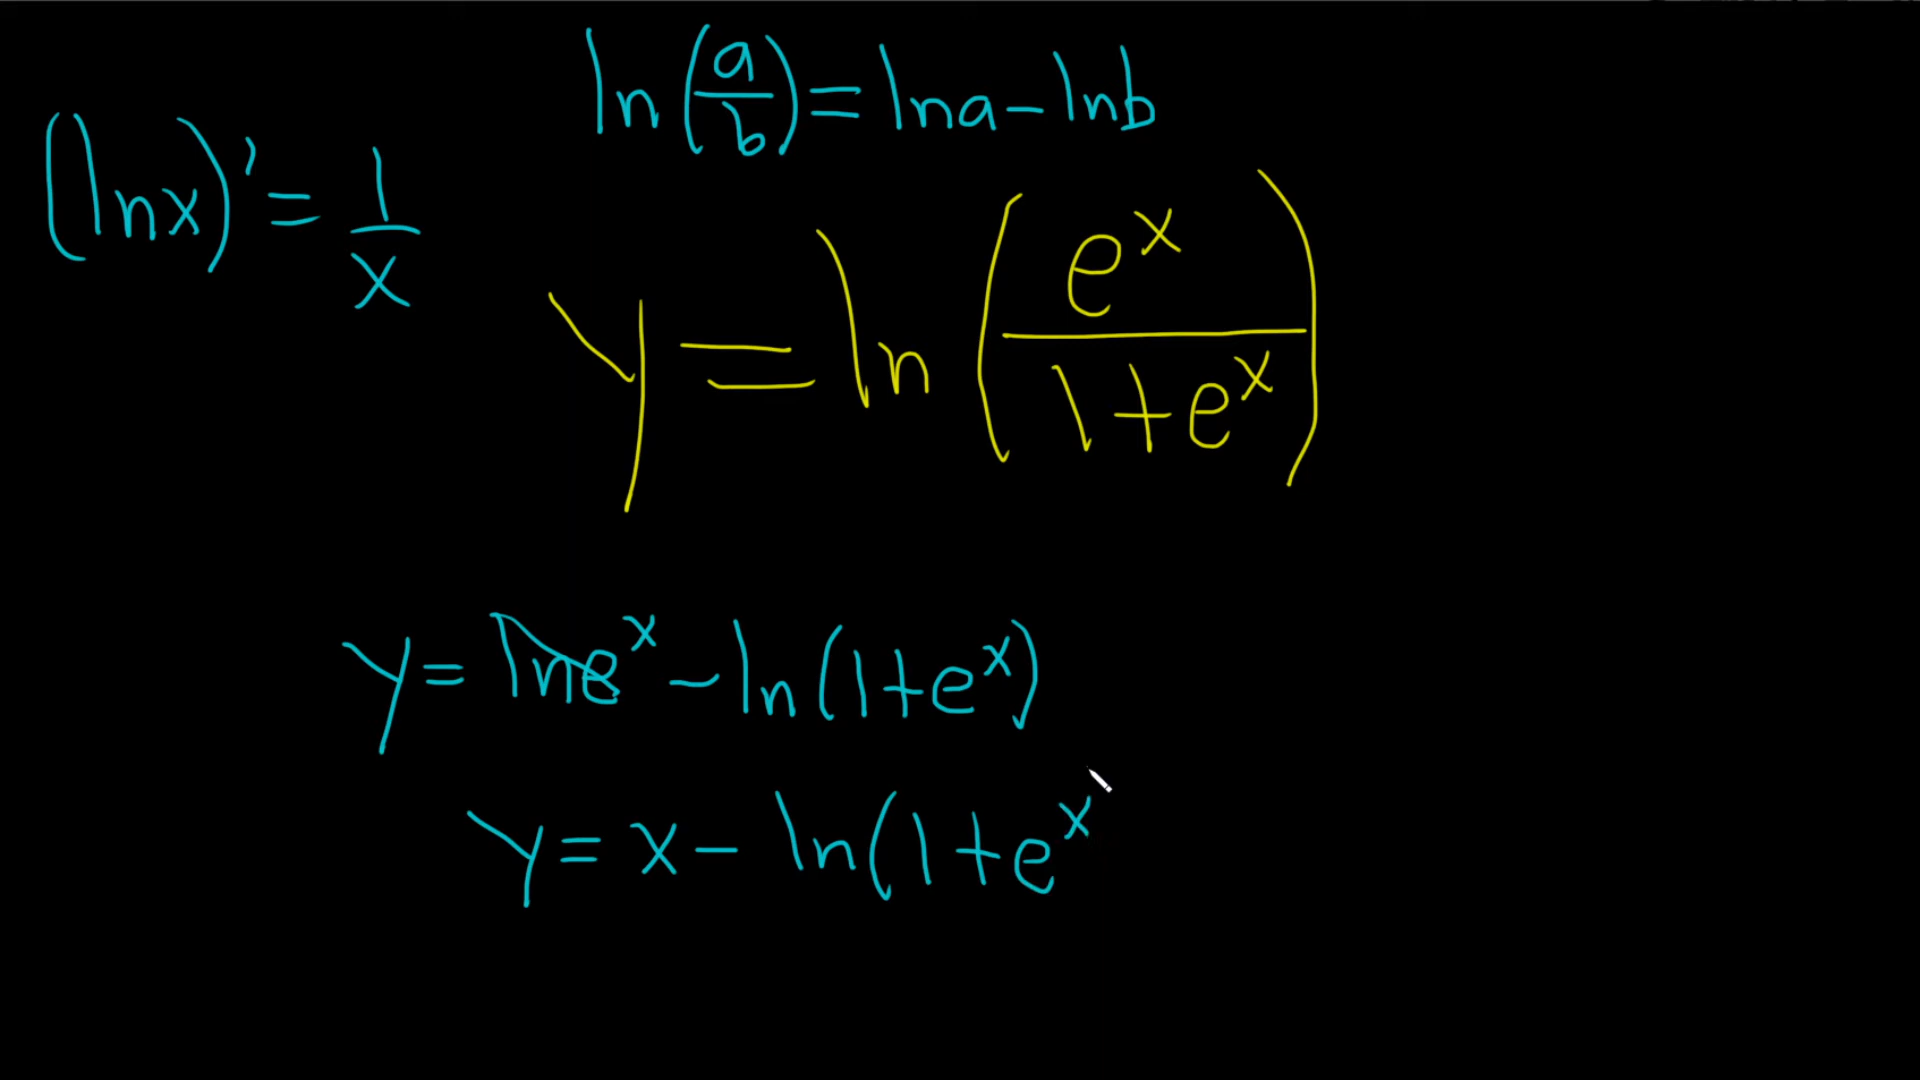 ln(a/b) = lna - lnb
(lnx)' = 1/x
y = ln(e^x/(1+e^x))
y = lne^x - ln(1+e^x)
y = x - ln(1+e^x